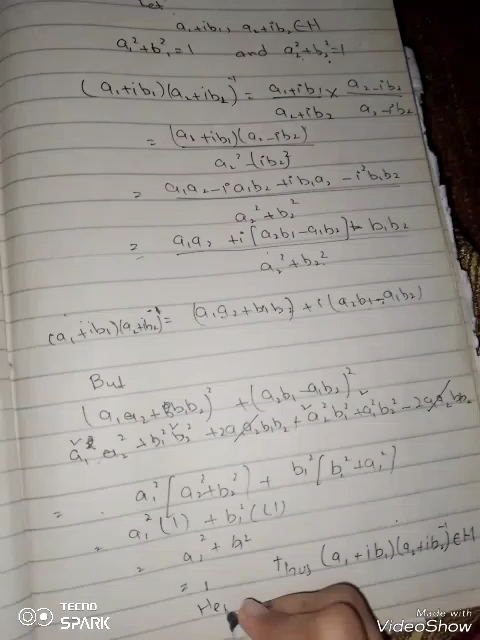 Let
a₁+ib₁, a₂+ib₂ ∈ H
a₁²+b₁²=1 and a₂²+b₂²=1
(a₁+ib₁)(a₂+ib₂)⁻¹ = a₁+ib₁/a₂+ib₂ × a₂-ib₂/a₂-ib₂
= (a₁+ib₁)(a₂-ib₂)/a₂²-(ib₂)²
= a₁a₂-ia₁b₂+ib₁a₂-i²b₁b₂/a₂²+b₂²
= a₁a₂+i[a₂b₁-a₁b₂]+b₁b₂/a₂²+b₂²
(a₁+ib₁)(a₂+ib₂)⁻¹ = (a₁a₂+b₁b₂)+i(a₂b₁-a₁b₂)
But
(a₁a₂+b₁b₂)²+(a₂b₁-a₁b₂)²
a₁²a₂²+b₁²b₂²+2a₁a₂b₁b₂+a₂²b₁²+a₁²b₂²-2a₁a₂b₁b₂
= a₁²[a₂²+b₂²]+b₁²[b₂²+a₂²]
= a₁²(1)+b₁²(1)
= a₁²+b₁²
= 1 thus (a₁+ib₁)(a₂+ib₂)⁻¹ ∈ H
TECNO
SPARK
Made with
VideoShow